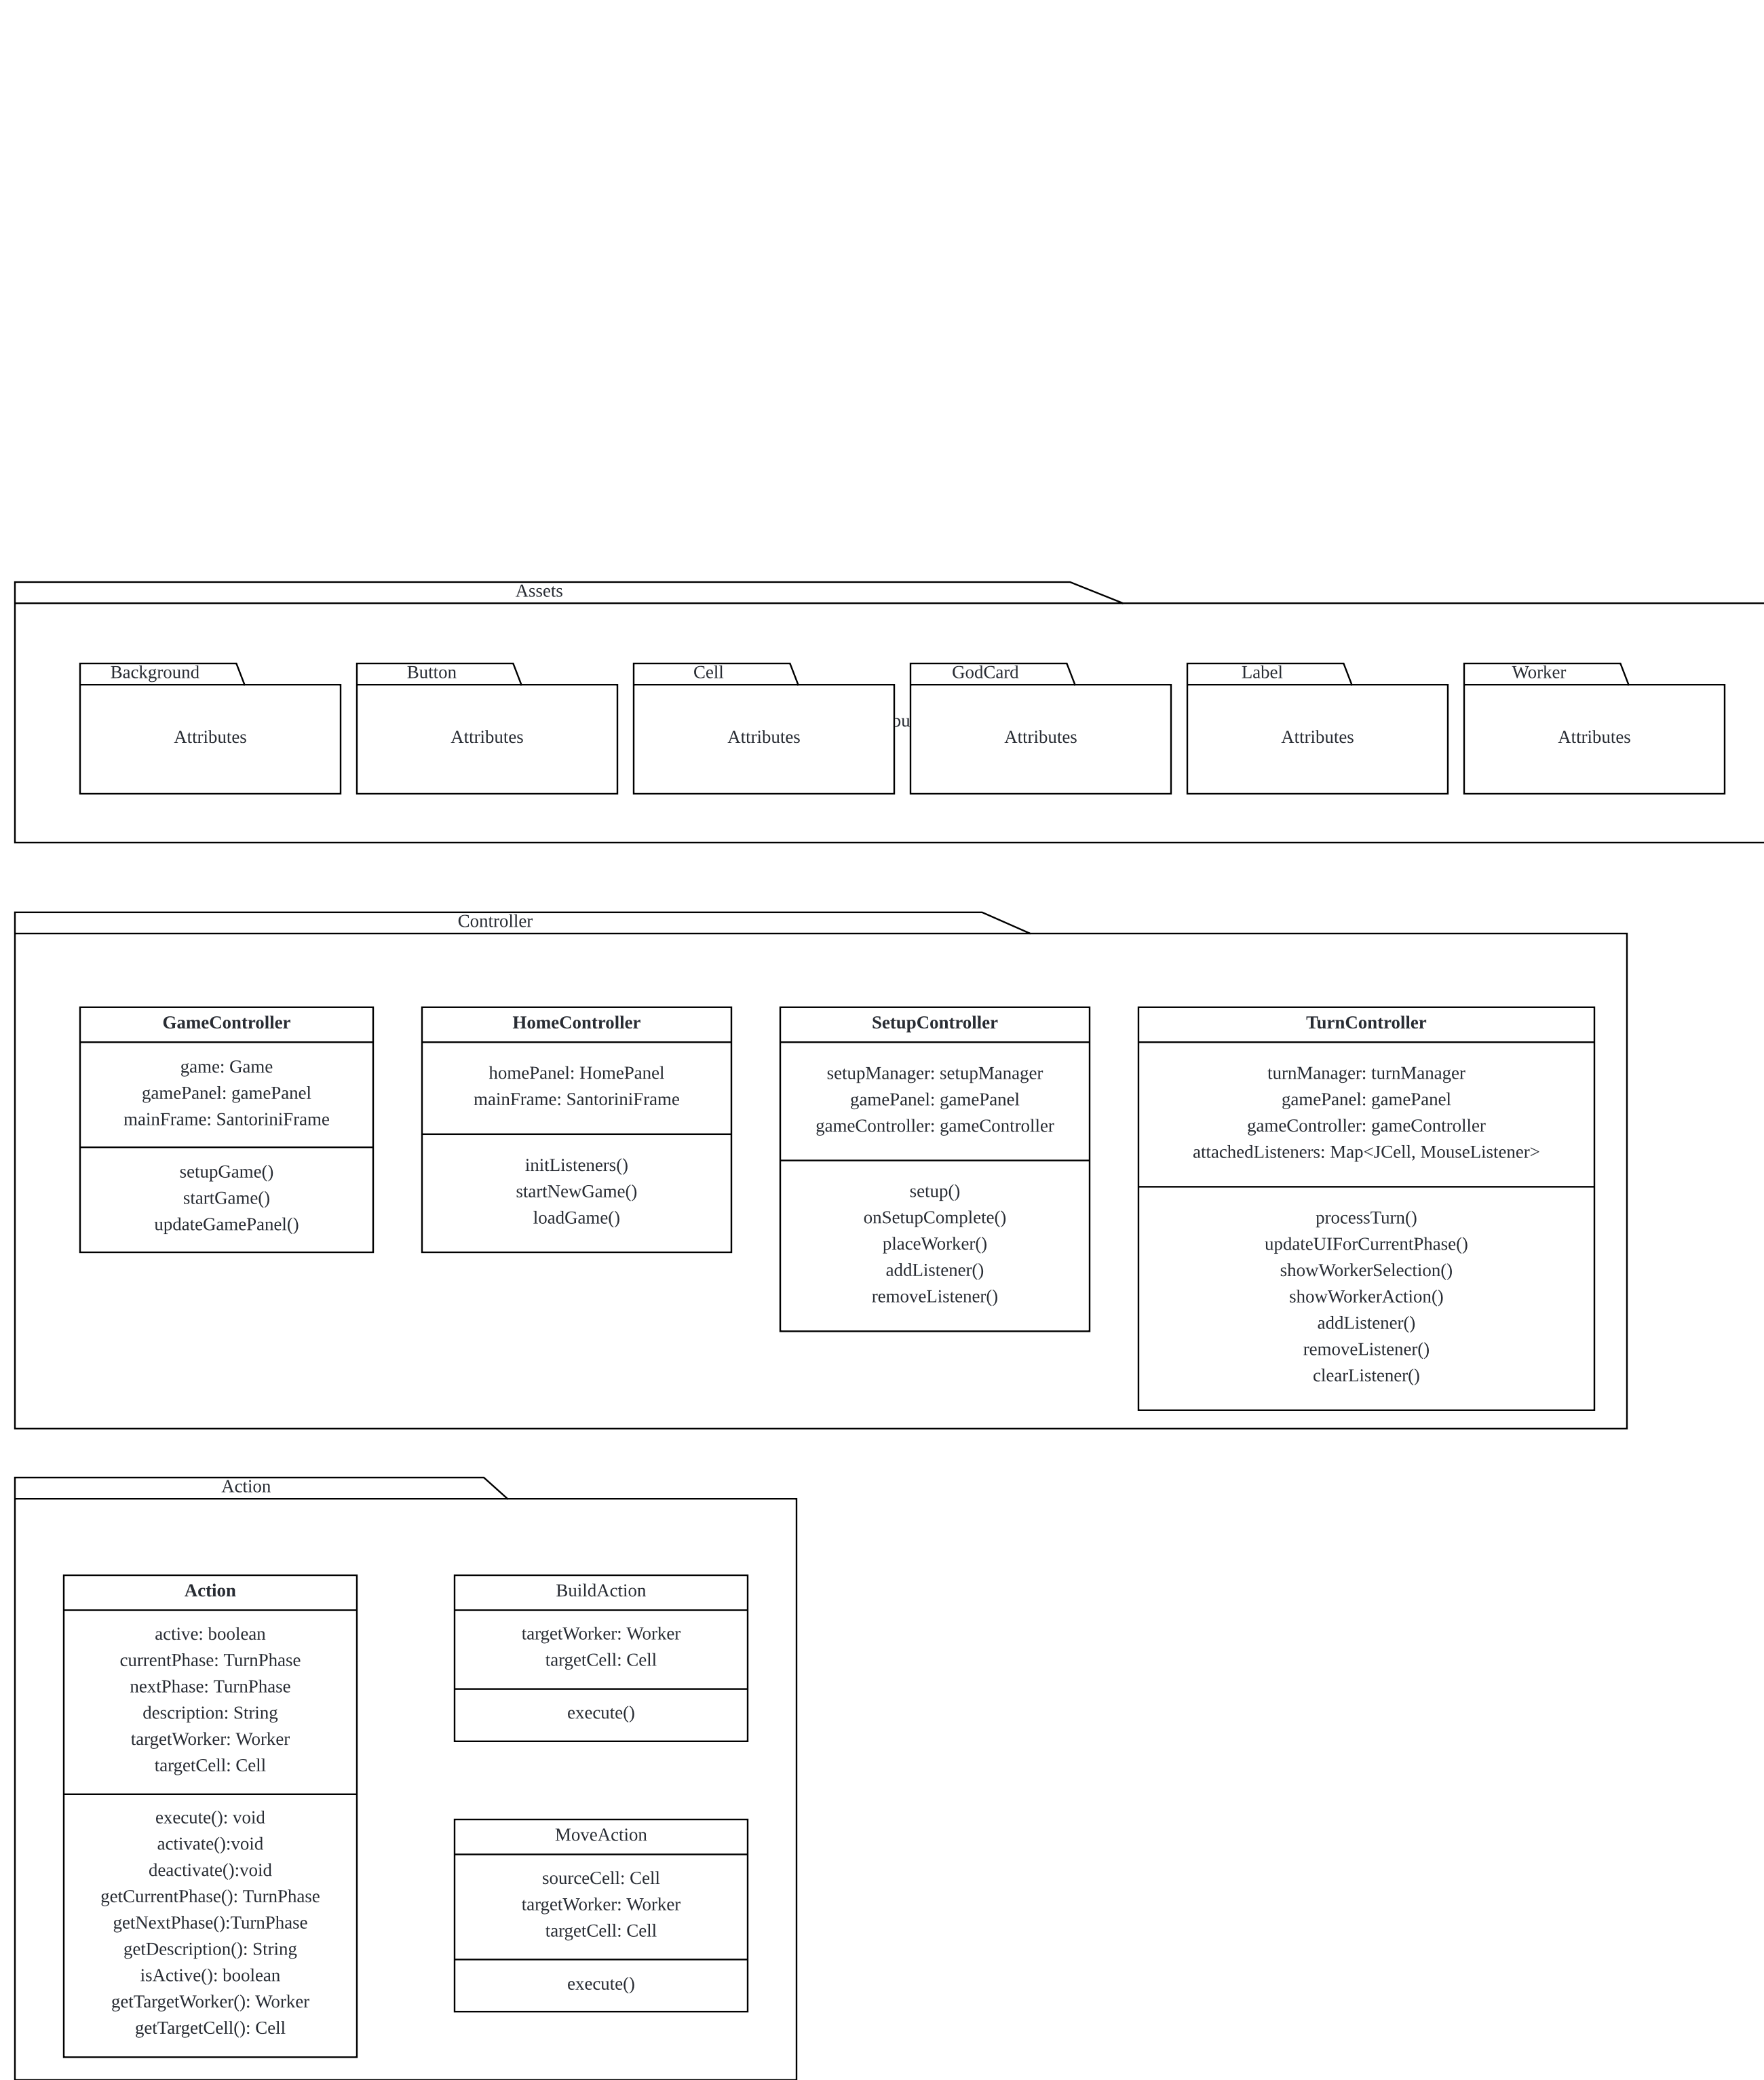 Assets
Background
Button
Cell
GodCard
Label
Worker
Attributes
Attributes
Attributes
Attributes
Attributes
Attributes
Controller
GameController
game: Game
gamePanel: gamePanel
mainFrame: SantoriniFrame
setupGame()
startGame()
updateGamePanel()
HomeController
homePanel: HomePanel
mainFrame: SantoriniFrame
initListeners()
startNewGame()
loadGame()
SetupController
setupManager: setupManager
gamePanel: gamePanel
gameController: gameController
setup()
onSetupComplete()
placeWorker()
addListener()
removeListener()
TurnController
turnManager: turnManager
gamePanel: gamePanel
gameController: gameController
attachedListeners: Map<JCell, MouseListener>
processTurn()
updateUIForCurrentPhase()
showWorkerSelection()
showWorkerAction()
addListener()
removeListener()
clearListener()
Action
Action
active: boolean
currentPhase: TurnPhase
nextPhase: TurnPhase
description: String
targetWorker: Worker
targetCell: Cell
execute(): void
activate():void
deactivate():void
getCurrentPhase(): TurnPhase
getNextPhase():TurnPhase
getDescription(): String
isActive(): boolean
getTargetWorker(): Worker
getTargetCell(): Cell
BuildAction
targetWorker: Worker
targetCell: Cell
execute()
MoveAction
sourceCell: Cell
targetWorker: Worker
targetCell: Cell
execute()